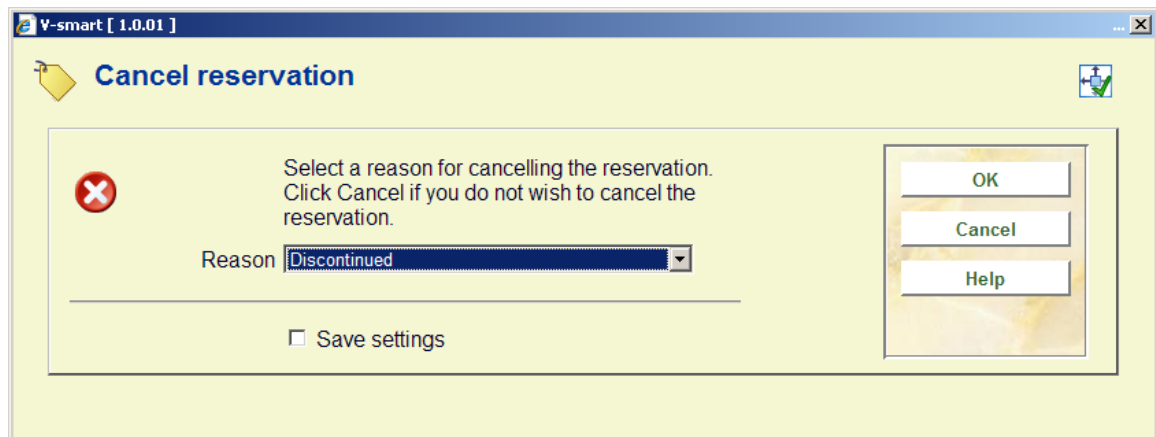 V-smart [ 1.0.01 ]
...
Cancel reservation
Select a reason for cancelling the reservation.
Click Cancel if you do not wish to cancel the
reservation.
Reason Discontinued
Save settings
OK
Cancel
Help